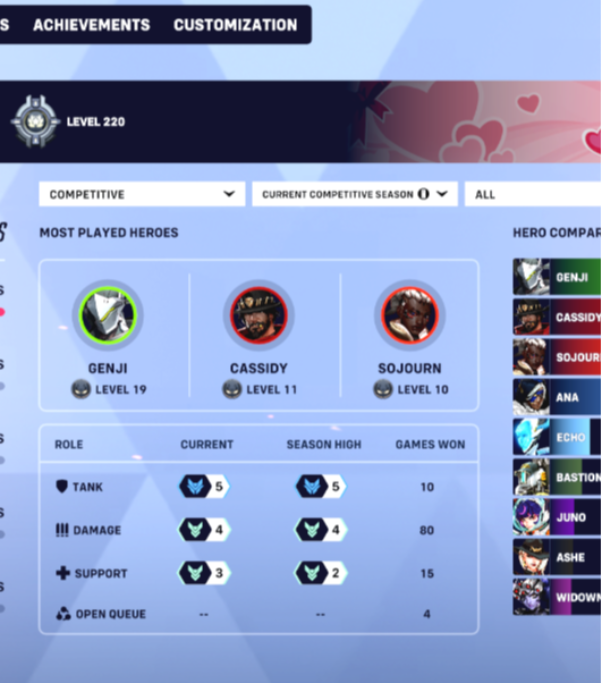 S ACHIEVEMENTS CUSTOMIZATION
LEVEL 220
COMPETITIVE
CURRENT COMPETITIVE SEASON
ALL
MOST PLAYED HEROES
GENJI
LEVEL 19
CASSIDY
LEVEL 11
SOJOURN
LEVEL 10
ROLE CURRENT SEASON HIGH GAMES WON
TANK 5 5 10
DAMAGE 4 4 80
SUPPORT 3 2 15
OPEN QUEUE -- -- 4
HERO COMPAR
GENJI
CASSIDY
SOJOUR
ANA
ECHO
BASTION
JUNO
ASHE
WIDOWN